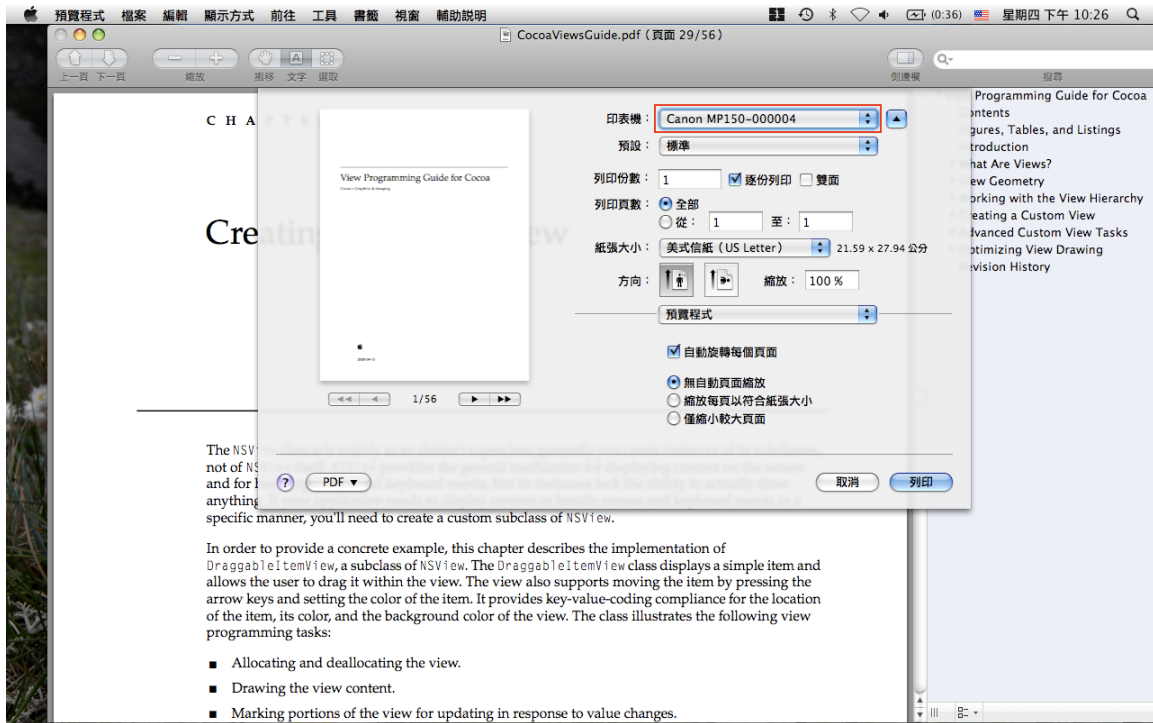 預覽程式 檔案 編輯 顯示方式 前往 工具 書籤 視窗 輔助說明 (0:36) 星期四 下午 10:26
CocoaViewsGuide.pdf（頁面 29/56）
上一頁 下一頁 縮放 搬移 文字 選取 側邊欄 搜尋
CHAPTER
Creating
ew
View Programming Guide for Cocoa
Cocoa > Graphics & Imaging
1/56
印表機： Canon MP150-000004
預設： 標準
列印份數： 1 逐份列印 雙面
列印頁數： 全部
從： 1 至： 1
紙張大小： 美式信紙（US Letter） 21.59 x 27.94 公分
方向： 縮放： 100 %
預覽程式
自動旋轉每個頁面
無自動頁面縮放
縮放每頁以符合紙張大小
僅縮小較大頁面
? PDF ▼ 取消 列印
Programming Guide for Cocoa
ontents
gures, Tables, and Listings
troduction
hat Are Views?
ew Geometry
orking with the View Hierarchy
eating a Custom View
dvanced Custom View Tasks
ptimizing View Drawing
evision History
The NSV
not of NS
and for h
anything
specific manner, you'll need to create a custom subclass of NSView.
In order to provide a concrete example, this chapter describes the implementation of
DraggableItemView, a subclass of NSView. The DraggableItemView class displays a simple item and
allows the user to drag it within the view. The view also supports moving the item by pressing the
arrow keys and setting the color of the item. It provides key-value-coding compliance for the location
of the item, its color, and the background color of the view. The class illustrates the following view
programming tasks:
■ Allocating and deallocating the view.
■ Drawing the view content.
■ Marking portions of the view for updating in response to value changes.